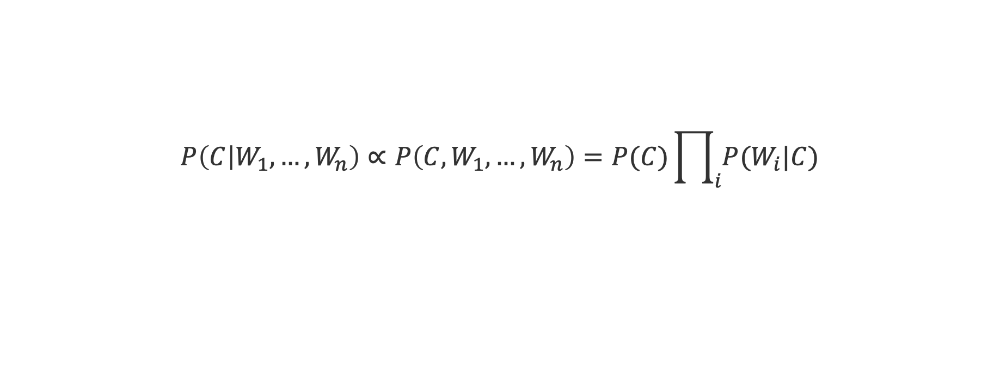 P(C|W₁, …, Wₙ) ∝ P(C, W₁, …, Wₙ) = P(C) ∏ᵢ P(Wᵢ|C)